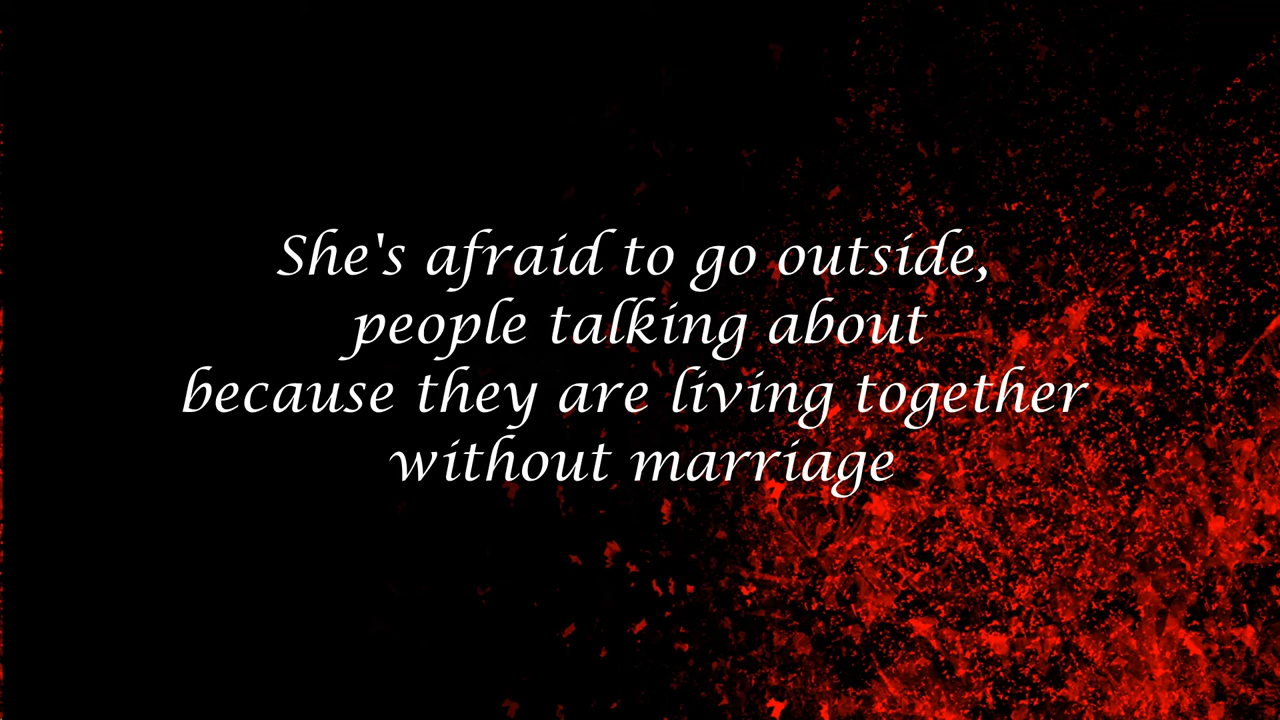 She's afraid to go outside,
people talking about
because they are living together
without marriage